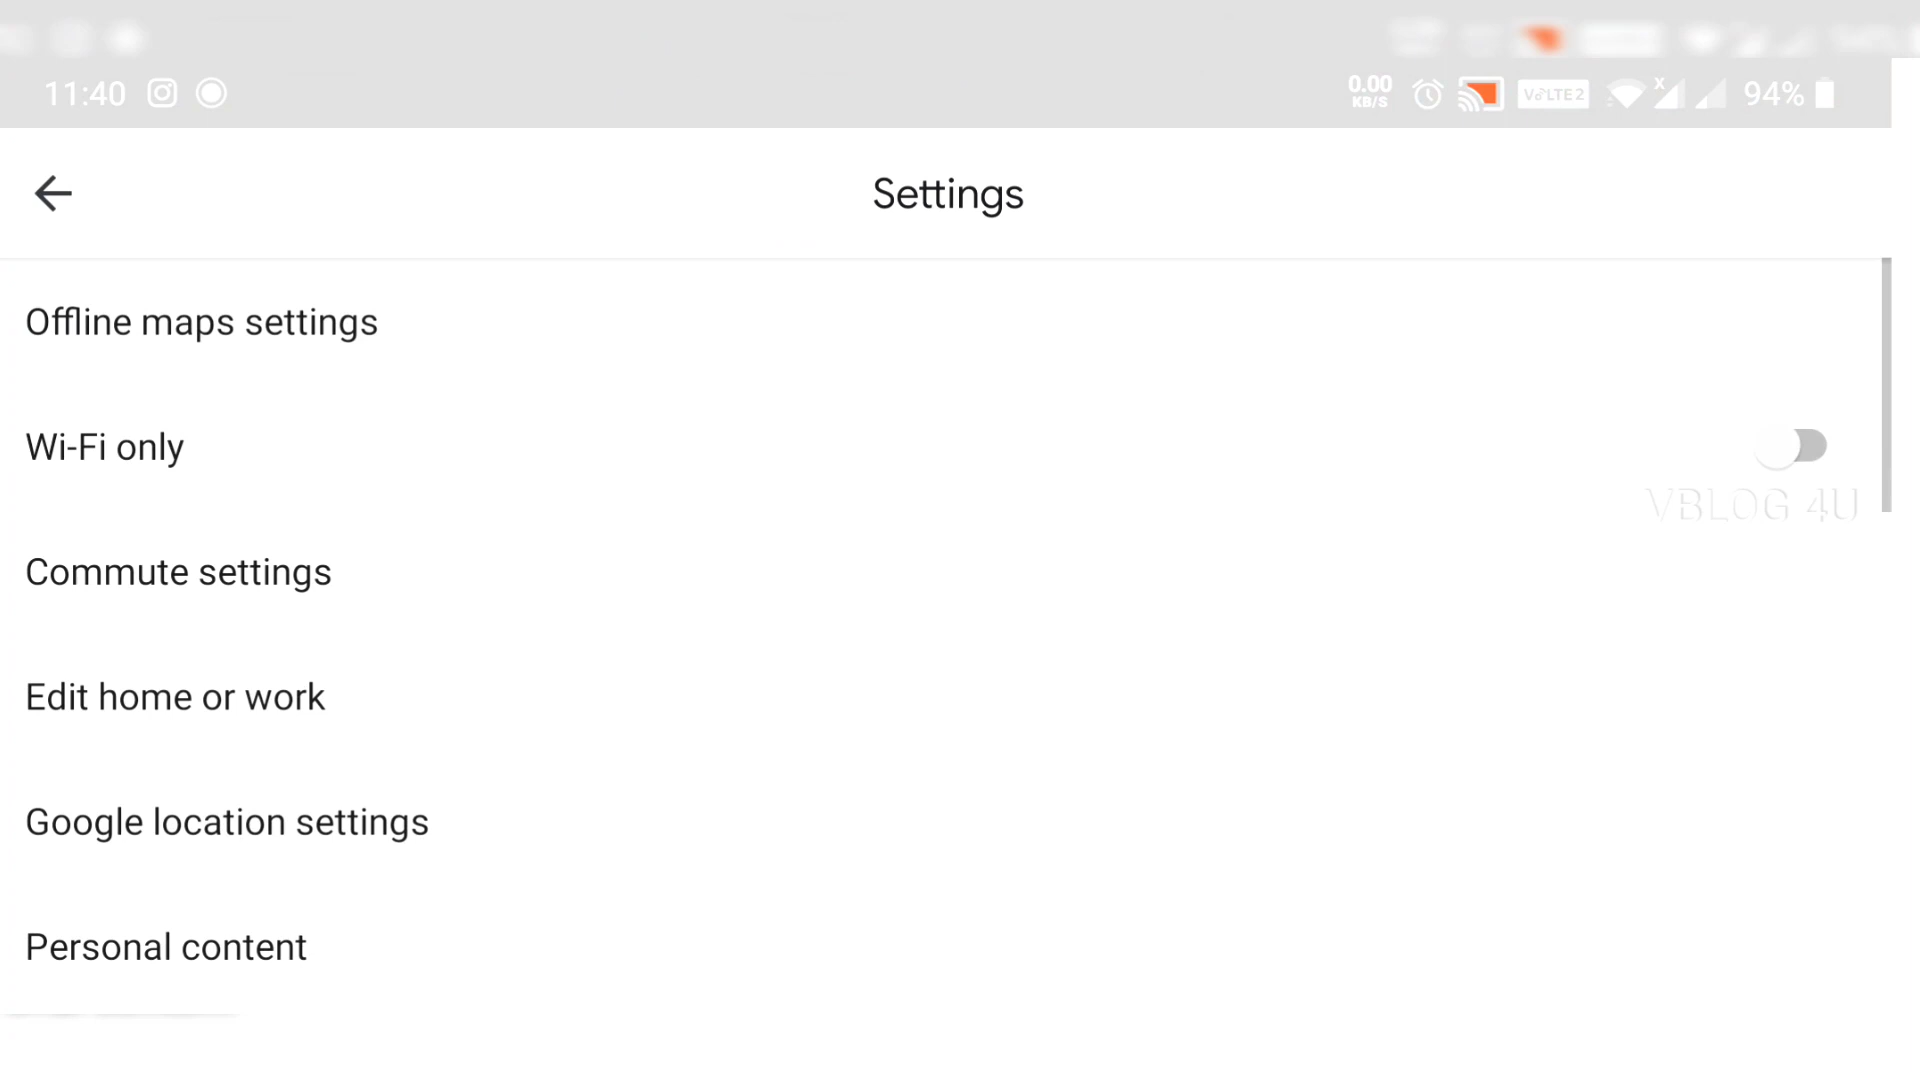 11:40 0.00 KB/S VoLTE2 94%
Settings
Offline maps settings
Wi-Fi only
VBLOG 4U
Commute settings
Edit home or work
Google location settings
Personal content